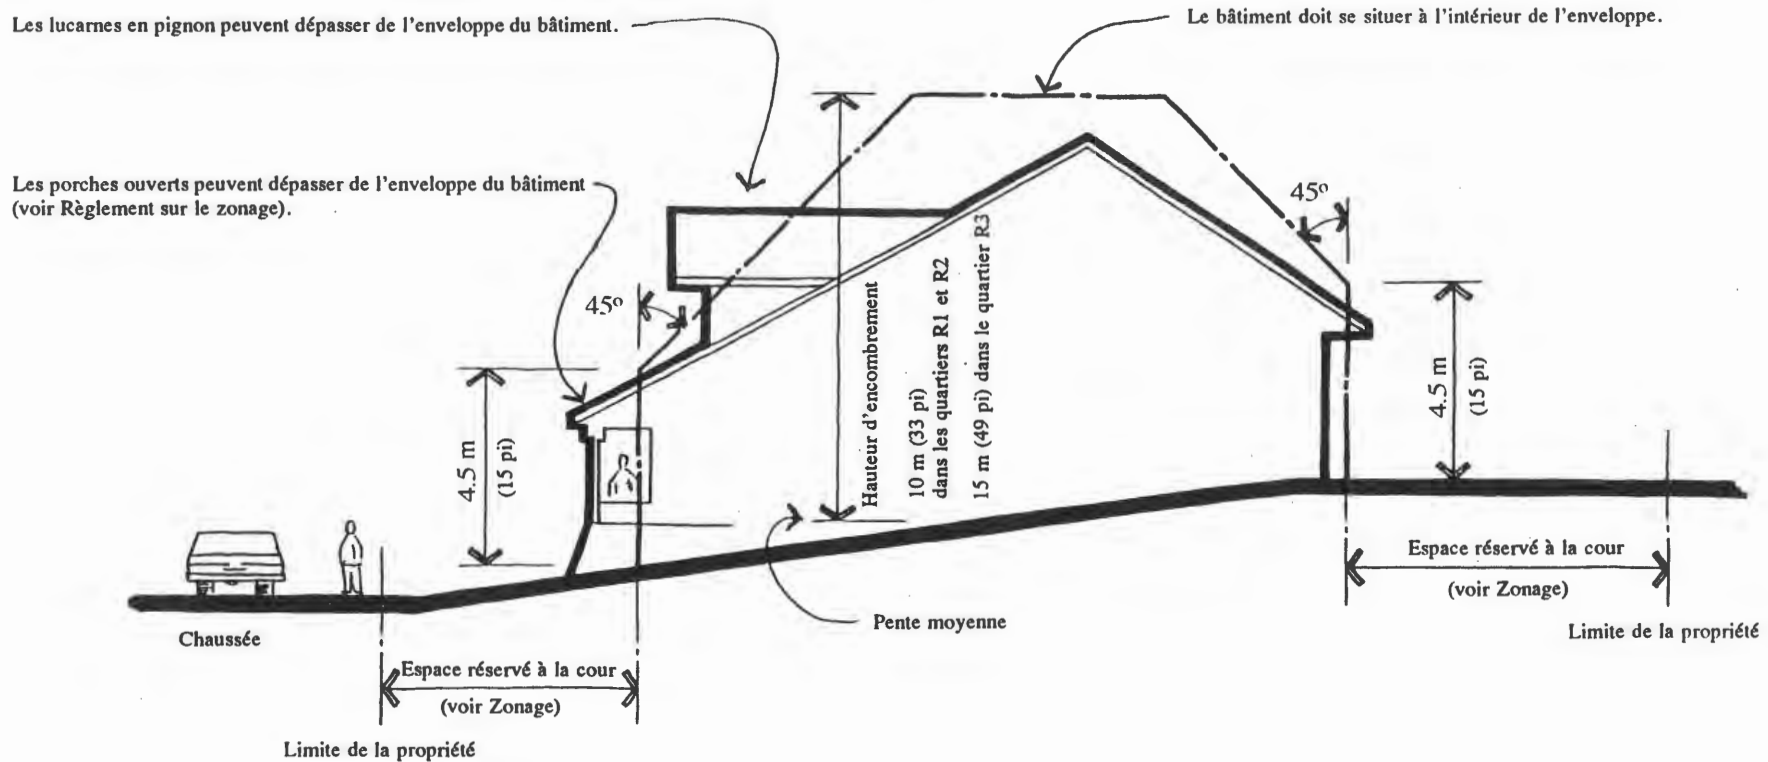 Les lucarnes en pignon peuvent dépasser de l'enveloppe du bâtiment.
Le bâtiment doit se situer à l'intérieur de l'enveloppe.
Les porches ouverts peuvent dépasser de l'enveloppe du bâtiment
(voir Règlement sur le zonage).
45º
45º
4.5 m
(15 pi)
Hauteur d'encombrement
10 m (33 pi)
dans les quartiers R1 et R2
15 m (49 pi) dans le quartier R3
4.5 m
(15 pi)
Chaussée
Pente moyenne
Espace réservé à la cour
(voir Zonage)
Limite de la propriété
Espace réservé à la cour
(voir Zonage)
Limite de la propriété